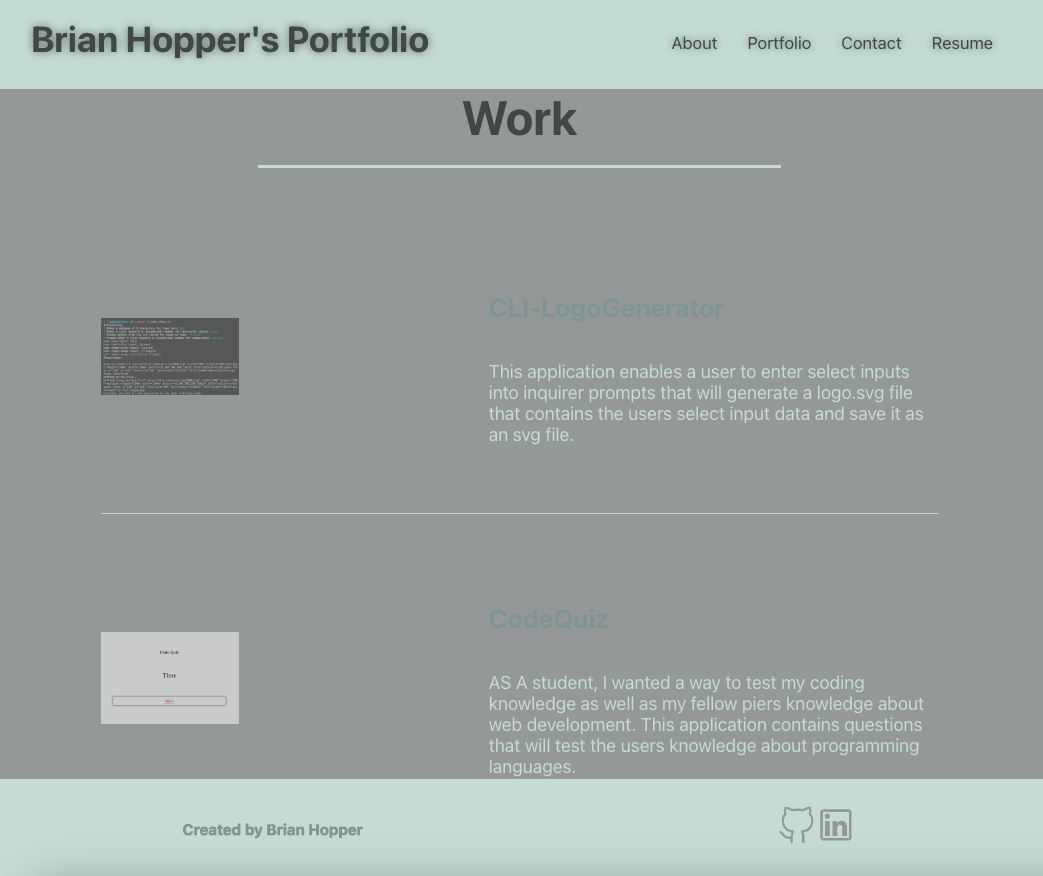 Brian Hopper's Portfolio
About Portfolio Contact Resume
Work
CLI-LogoGenerator
This application enables a user to enter select inputs
into inquirer prompts that will generate a logo.svg file
that contains the users select input data and save it as
an svg file.
CodeQuiz
Code Quiz
Time
AS A student, I wanted a way to test my coding
knowledge as well as my fellow piers knowledge about
web development. This application contains questions
that will test the users knowledge about programming
languages.
Created by Brian Hopper
in